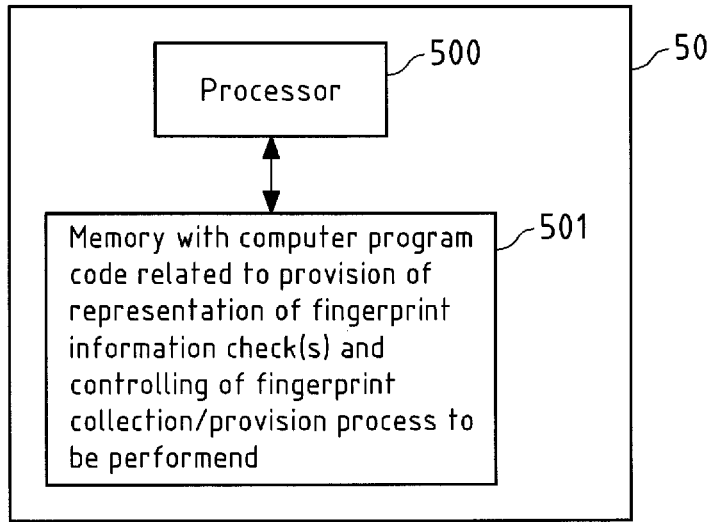 500
50
Processor
501
Memory with computer program
code related to provision of
representation of fingerprint
information check(s) and
controlling of fingerprint
collection/provision process to
be performend